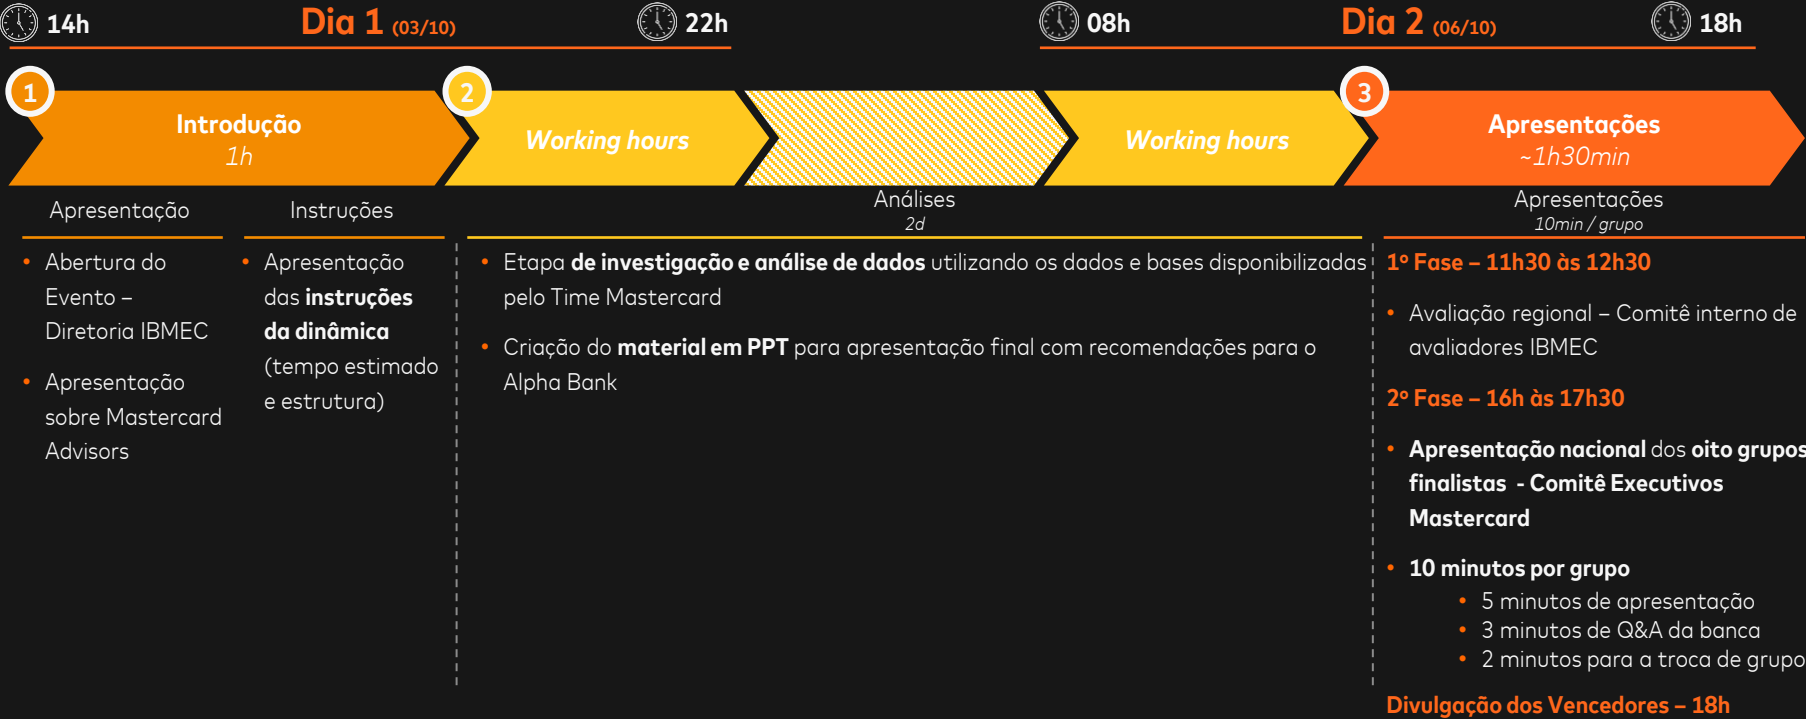 14h
Dia 1 (03/10)
22h
08h
Dia 2 (06/10)
18h
1
Introdução
1h
2
Working hours
Working hours
3
Apresentações
~1h30min
Apresentação
• Abertura do
Evento –
Diretoria IBMEC
• Apresentação
sobre Mastercard
Advisors
Instruções
• Apresentação
das instruções
da dinâmica
(tempo estimado
e estrutura)
Análises
2d
• Etapa de investigação e análise de dados utilizando os dados e bases disponibilizadas
pelo Time Mastercard
• Criação do material em PPT para apresentação final com recomendações para o
Alpha Bank
Apresentações
10min / grupo
1º Fase – 11h30 às 12h30
• Avaliação regional – Comitê interno de
avaliadores IBMEC
2º Fase – 16h às 17h30
• Apresentação nacional dos oito grupos
finalistas - Comitê Executivos
Mastercard
• 10 minutos por grupo
• 5 minutos de apresentação
• 3 minutos de Q&A da banca
• 2 minutos para a troca de grupo
Divulgação dos Vencedores – 18h